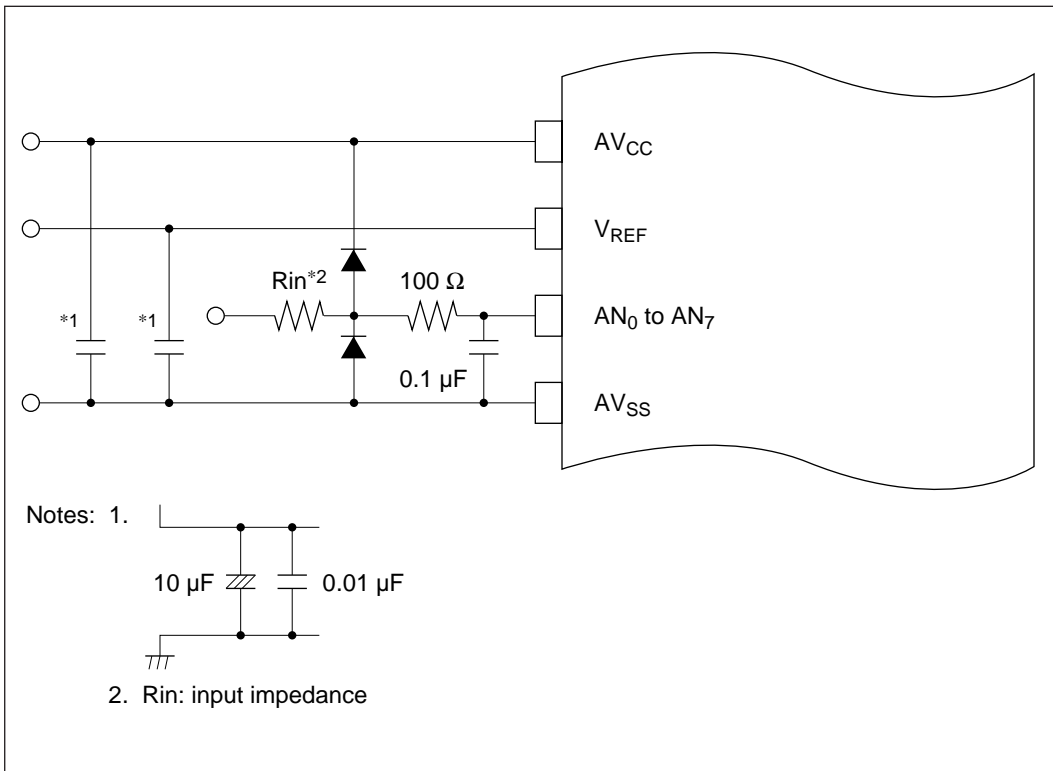 AVCC
VREF
Rin*2 100 Ω
*1 *1 AN0 to AN7
0.1 µF
AVSS
Notes: 1.
10 µF 0.01 µF
2. Rin: input impedance